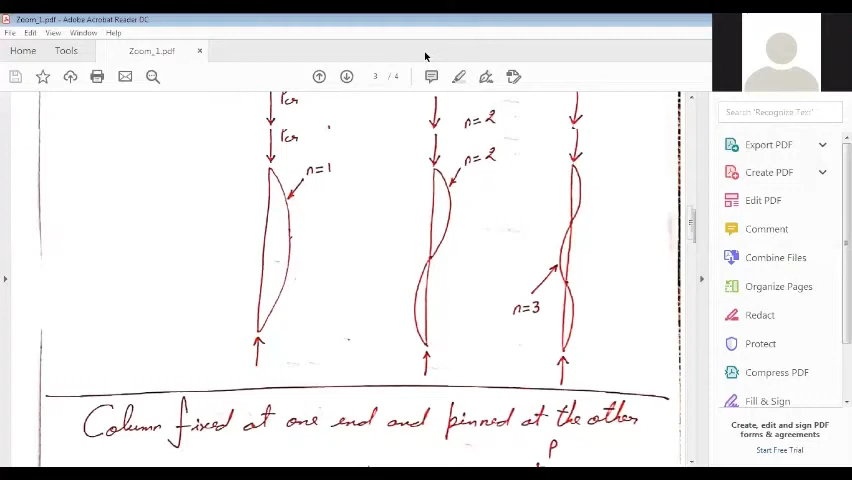 Zoom_1.pdf - Adobe Acrobat Reader DC
File Edit View Window Help
Home Tools Zoom_1.pdf ×
3 / 4
Search "Recognize Text"
Export PDF
Create PDF
Edit PDF
Comment
Combine Files
Organize Pages
Redact
Protect
Compress PDF
Fill & Sign
Create, edit and sign PDF
forms & agreements
Start Free Trial
Pcr
n=2
Pcr
n=2
n=1
n=3
Column fixed at one end and pinned at the other
P